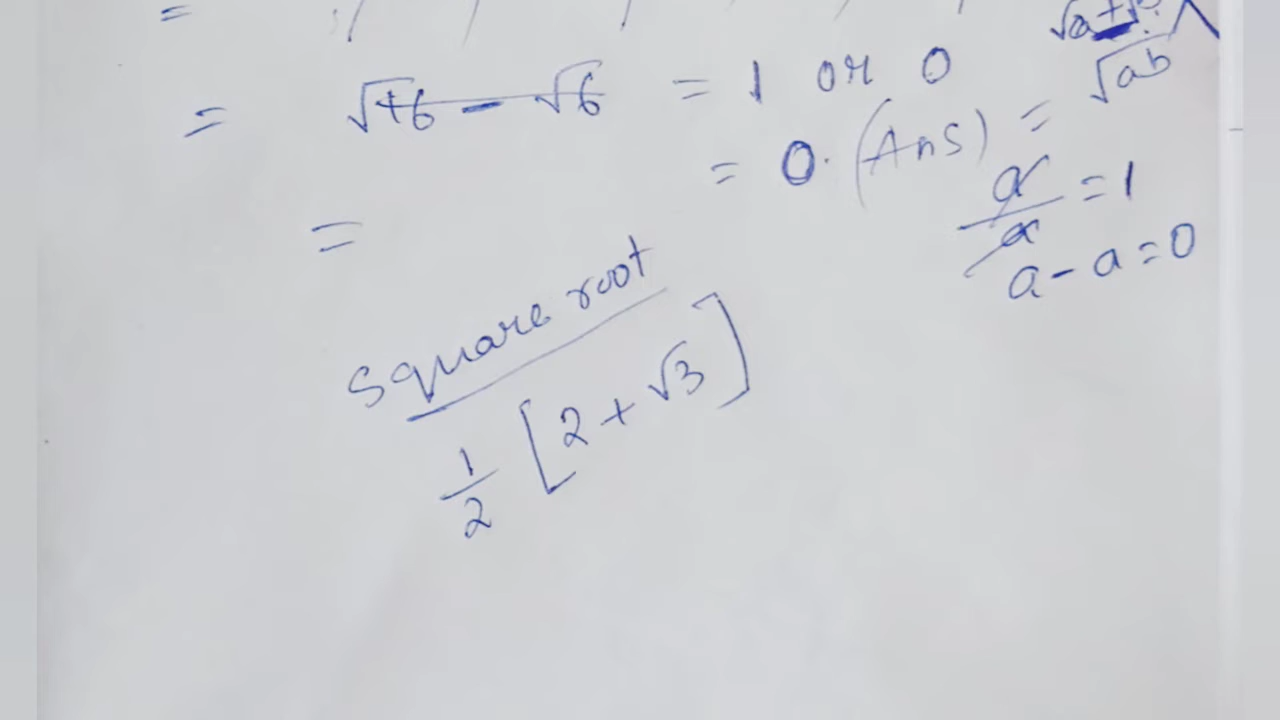 =
= √+6 - √6 = 1 or 0
√ab
= 0. (Ans) =
a/a = 1
a - a = 0
=
Square root
1/2 [2 + √3]